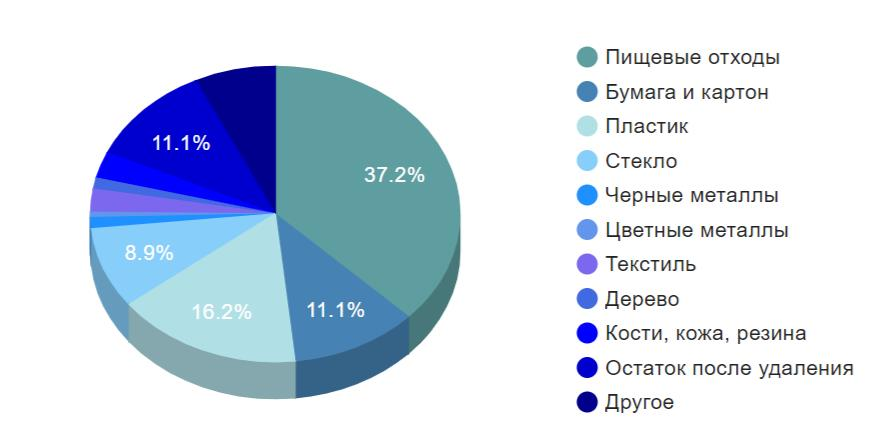 37.2%
11.1%
16.2%
8.9%
11.1%
Пищевые отходы
Бумага и картон
Пластик
Стекло
Черные металлы
Цветные металлы
Текстиль
Дерево
Кости, кожа, резина
Остаток после удаления
Другое